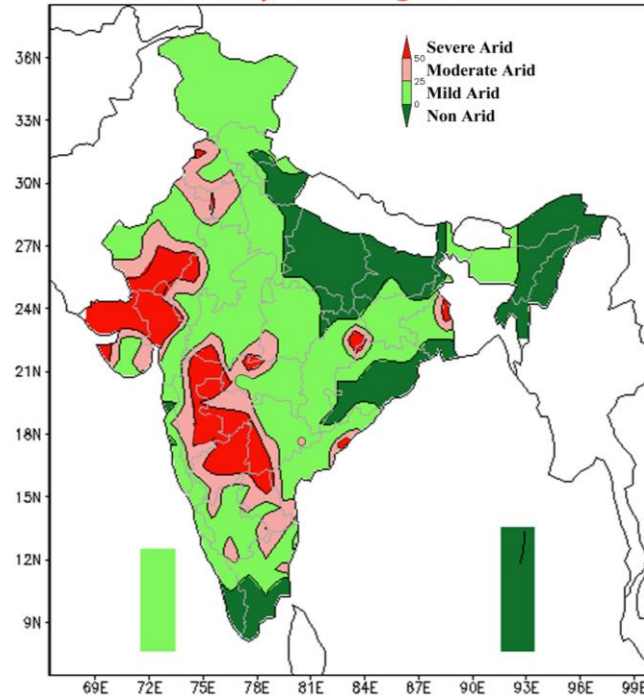 Severe Arid
50
Moderate Arid
25
Mild Arid
0
Non Arid
36N
33N
30N
27N
24N
21N
18N
15N
12N
9N
69E 72E 75E 78E 81E 84E 87E 90E 93E 96E 99E